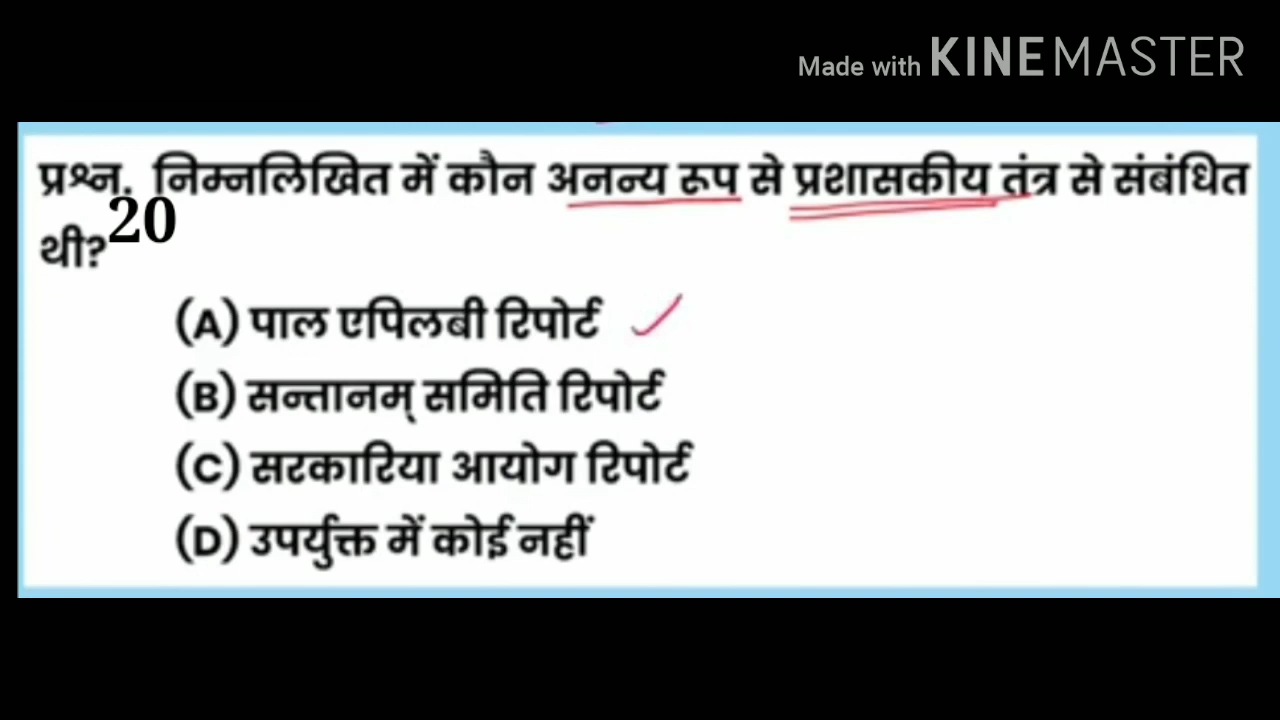 Made with KINEMASTER
प्रश्न. निम्नलिखित में कौन अनन्य रूप से प्रशासकीय तंत्र से संबंधित
थी?
20
(A) पाल एपिलबी रिपोर्ट
(B) सन्तानम् समिति रिपोर्ट
(C) सरकारिया आयोग रिपोर्ट
(D) उपर्युक्त में कोई नहीं